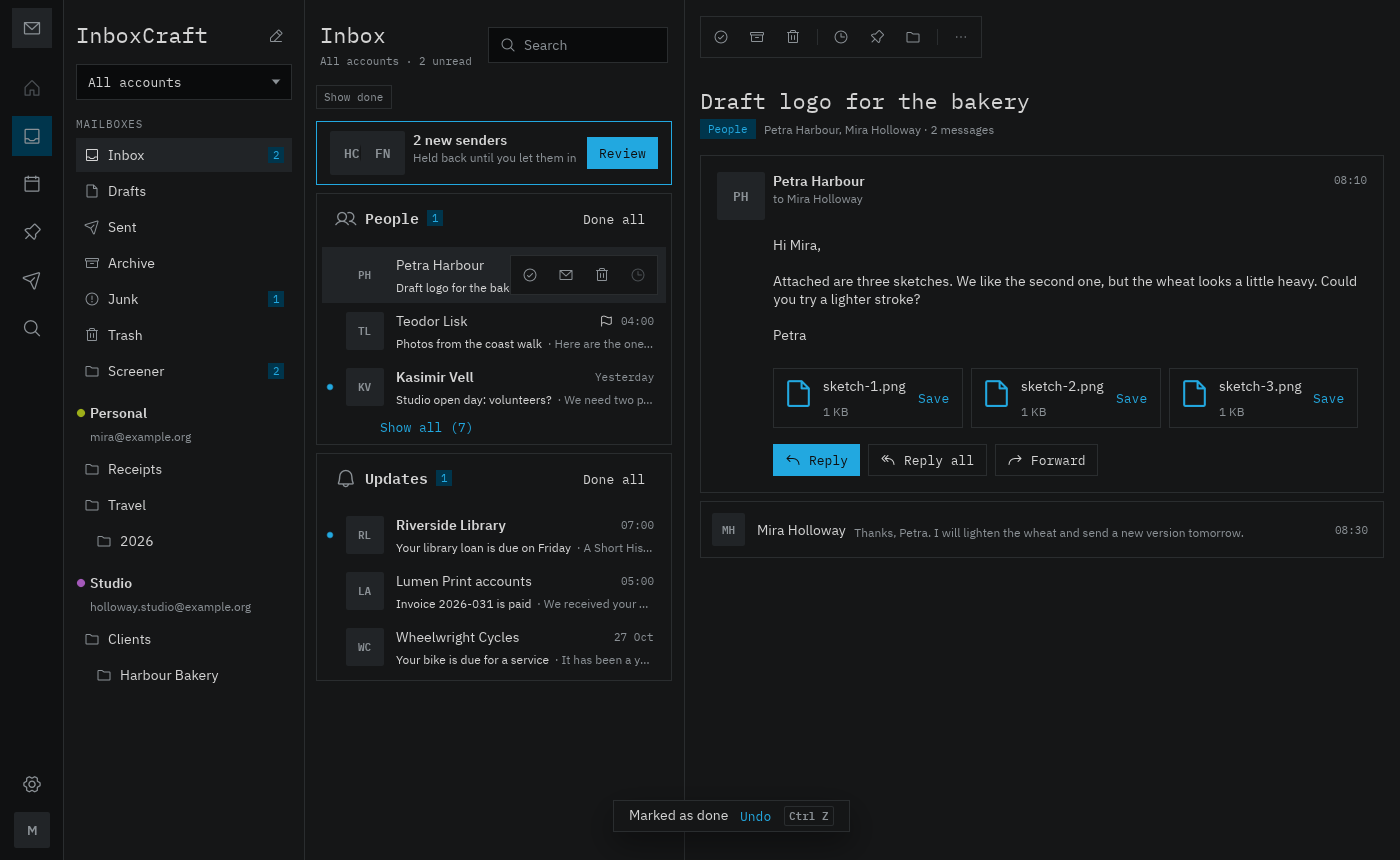 InboxCraft
All accounts
MAILBOXES
Inbox 2
Drafts
Sent
Archive
Junk 1
Trash
Screener 2
Personal
mira@example.org
Receipts
Travel
2026
Studio
holloway.studio@example.org
Clients
Harbour Bakery
M
Inbox
All accounts · 2 unread
Search
Show done
HC FN
2 new senders
Held back until you let them in
Review
People 1 Done all
PH
Petra Harbour
Draft logo for the bak
TL
Teodor Lisk 04:00
Photos from the coast walk · Here are the one…
KV
Kasimir Vell Yesterday
Studio open day: volunteers? · We need two p…
Show all (7)
Updates 1 Done all
RL
Riverside Library 07:00
Your library loan is due on Friday · A Short His…
LA
Lumen Print accounts 05:00
Invoice 2026-031 is paid · We received your …
WC
Wheelwright Cycles 27 Oct
Your bike is due for a service · It has been a y…
Draft logo for the bakery
People Petra Harbour, Mira Holloway · 2 messages
PH
Petra Harbour 08:10
to Mira Holloway
Hi Mira,
Attached are three sketches. We like the second one, but the wheat looks a little heavy. Could
you try a lighter stroke?
Petra
sketch-1.png
1 KB
Save
sketch-2.png
1 KB
Save
sketch-3.png
1 KB
Save
Reply
Reply all
Forward
MH Mira Holloway Thanks, Petra. I will lighten the wheat and send a new version tomorrow. 08:30
Marked as done Undo Ctrl Z